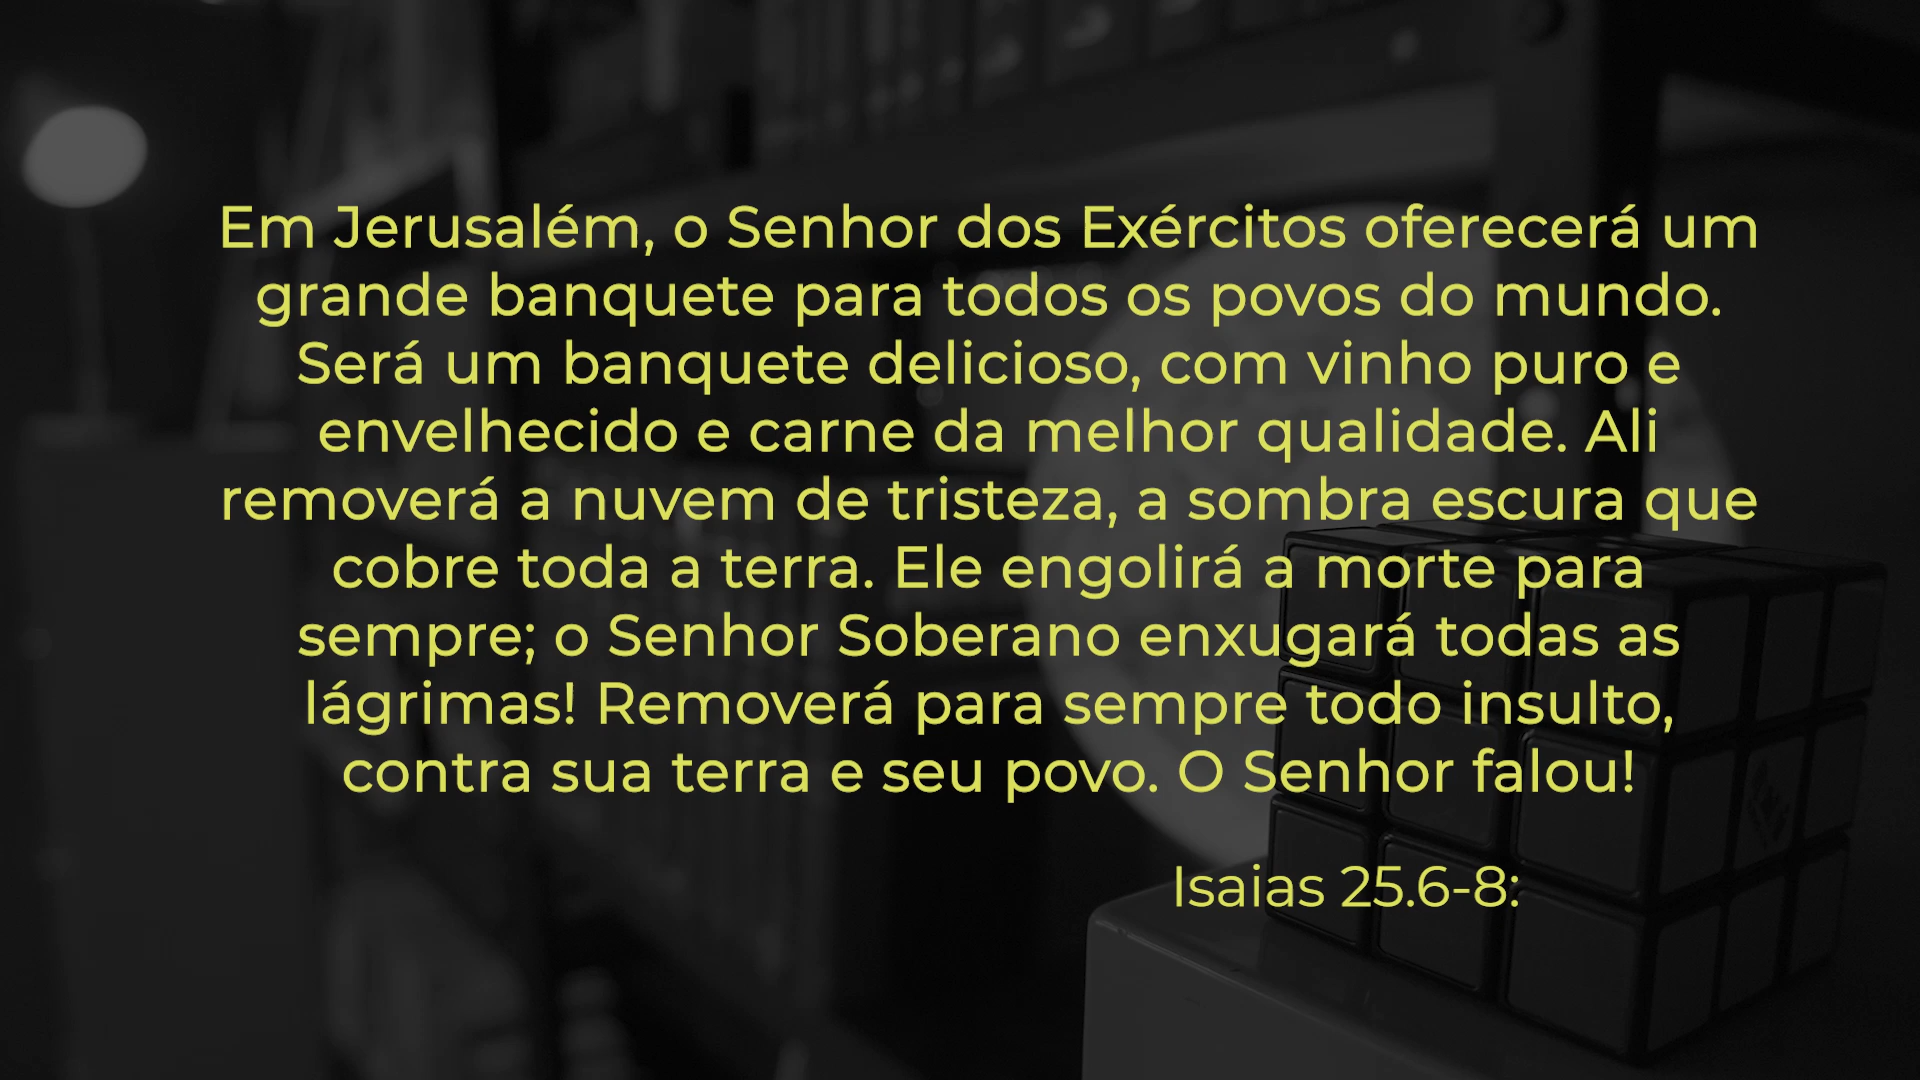 Em Jerusalém, o Senhor dos Exércitos oferecerá um
grande banquete para todos os povos do mundo.
Será um banquete delicioso, com vinho puro e
envelhecido e carne da melhor qualidade. Ali
removerá a nuvem de tristeza, a sombra escura que
cobre toda a terra. Ele engolirá a morte para
sempre; o Senhor Soberano enxugará todas as
lágrimas! Removerá para sempre todo insulto,
contra sua terra e seu povo. O Senhor falou!
Isaias 25.6-8: